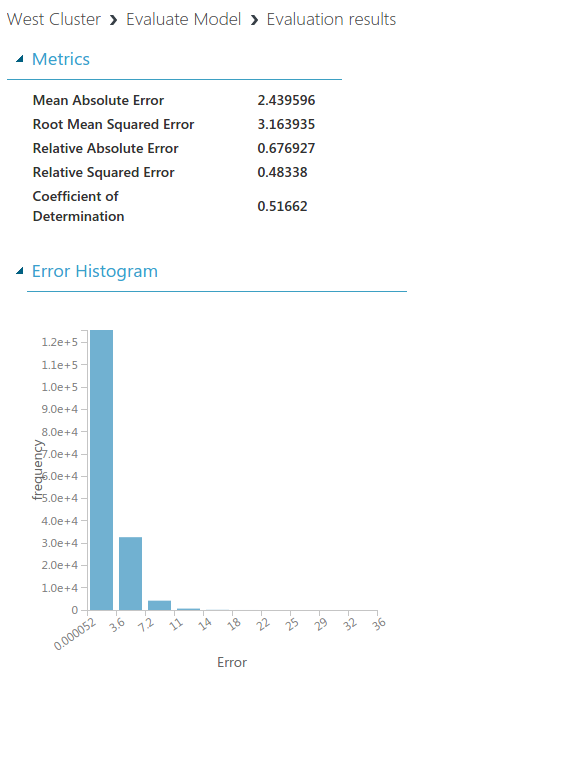 West Cluster ❯ Evaluate Model ❯ Evaluation results
Metrics
Mean Absolute Error 2.439596
Root Mean Squared Error 3.163935
Relative Absolute Error 0.676927
Relative Squared Error 0.48338
Coefficient of
Determination 0.51662
Error Histogram
1.2e+5
1.1e+5
1.0e+5
9.0e+4
8.0e+4
7.0e+4
6.0e+4
5.0e+4
4.0e+4
3.0e+4
2.0e+4
1.0e+4
0
frequency
0.000052 3.6 7.2 11 14 18 22 25 29 32 36
Error